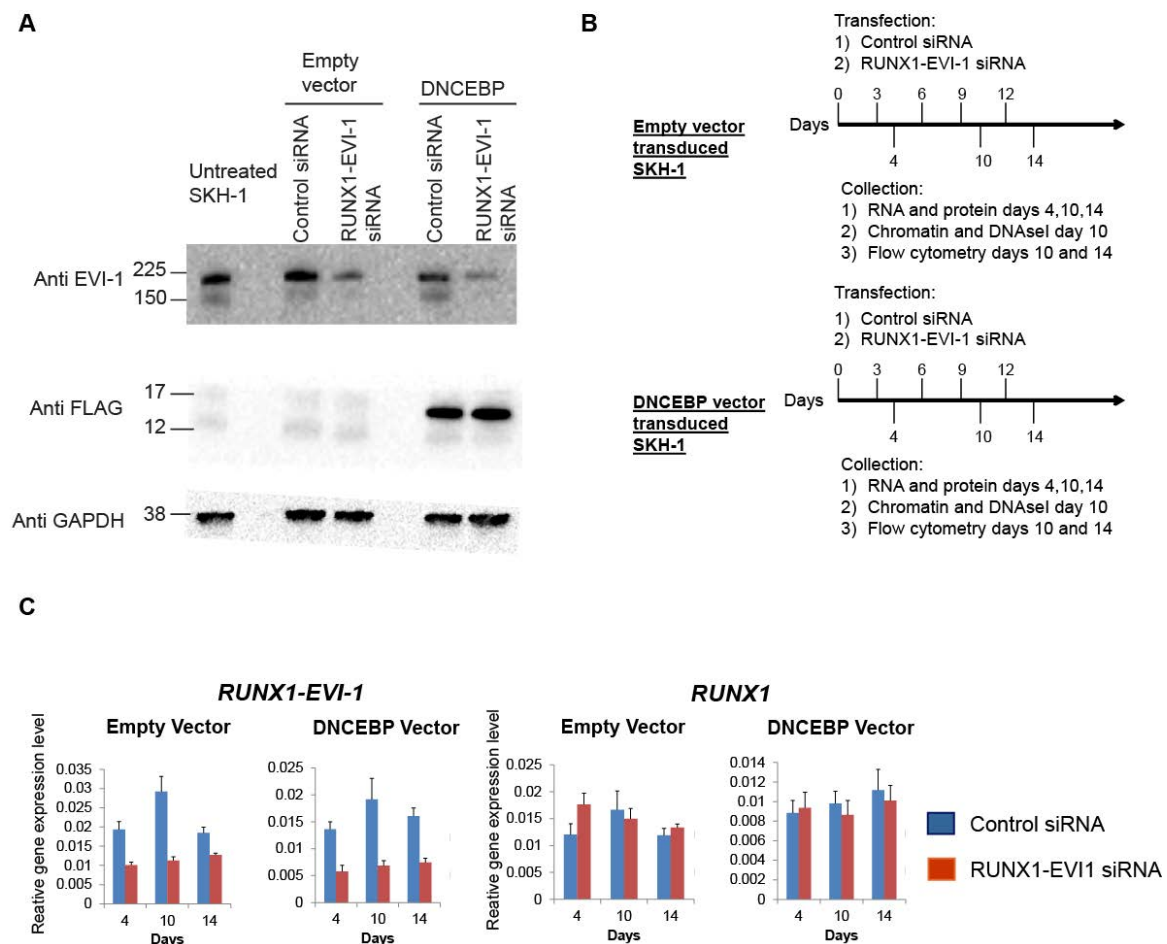 A
Empty
vector
DNCEBP
Untreated
SKH-1
Control siRNA
RUNX1-EVI-1
siRNA
Control siRNA
RUNX1-EVI-1
siRNA
Anti EVI-1
225
150
Anti FLAG
17
12
Anti GAPDH
38
B
Transfection:
1) Control siRNA
2) RUNX1-EVI-1 siRNA
0 3 6 9 12
Empty vector
transduced
SKH-1
Days
4 10 14
Collection:
1) RNA and protein days 4,10,14
2) Chromatin and DNAseI day 10
3) Flow cytometry days 10 and 14
Transfection:
1) Control siRNA
2) RUNX1-EVI-1 siRNA
0 3 6 9 12
DNCEBP vector
transduced
SKH-1
Days
4 10 14
Collection:
1) RNA and protein days 4,10,14
2) Chromatin and DNAseI day 10
3) Flow cytometry days 10 and 14
C
RUNX1-EVI-1
Empty Vector
Relative gene expression level
0.035
0.03
0.025
0.02
0.015
0.01
0.005
0
4 10 14
Days
DNCEBP Vector
0.025
0.02
0.015
0.01
0.005
0
4 10 14
Days
RUNX1
Empty Vector
Relative gene expression level
0.025
0.02
0.015
0.01
0.005
0
4 10 14
Days
DNCEBP Vector
0.014
0.012
0.01
0.008
0.006
0.004
0.002
0
4 10 14
Days
Control siRNA
RUNX1-EVI1 siRNA